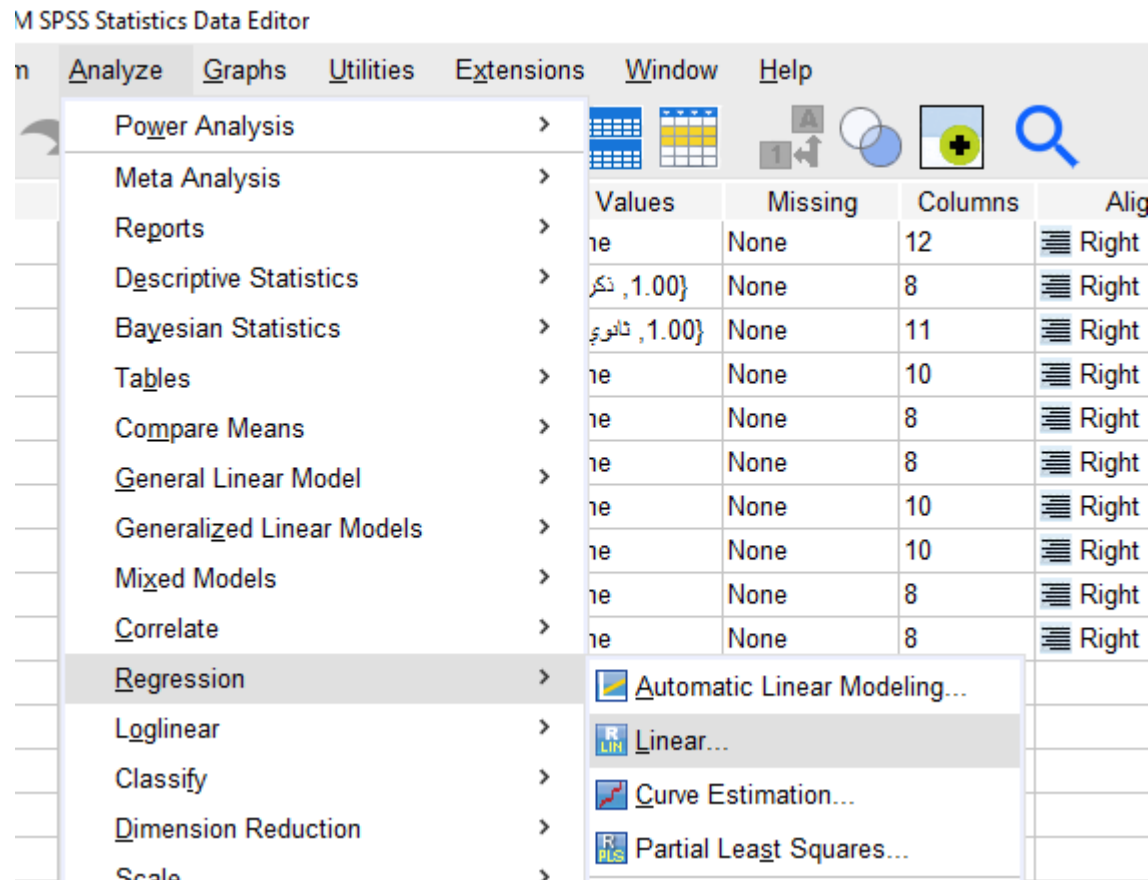 M SPSS Statistics Data Editor
m Analyze Graphs Utilities Extensions Window Help
Power Analysis
Meta Analysis
Reports
Descriptive Statistics
Bayesian Statistics
Tables
Compare Means
General Linear Model
Generalized Linear Models
Mixed Models
Correlate
Regression
Loglinear
Classify
Dimension Reduction
Scale
Values Missing Columns Alig
ne None 12 Right
{1.00, ذكر None 8 Right
{1.00, ثانوي None 11 Right
ne None 10 Right
ne None 8 Right
ne None 8 Right
ne None 10 Right
ne None 10 Right
ne None 8 Right
ne None 8 Right
Automatic Linear Modeling...
Linear...
Curve Estimation...
Partial Least Squares...